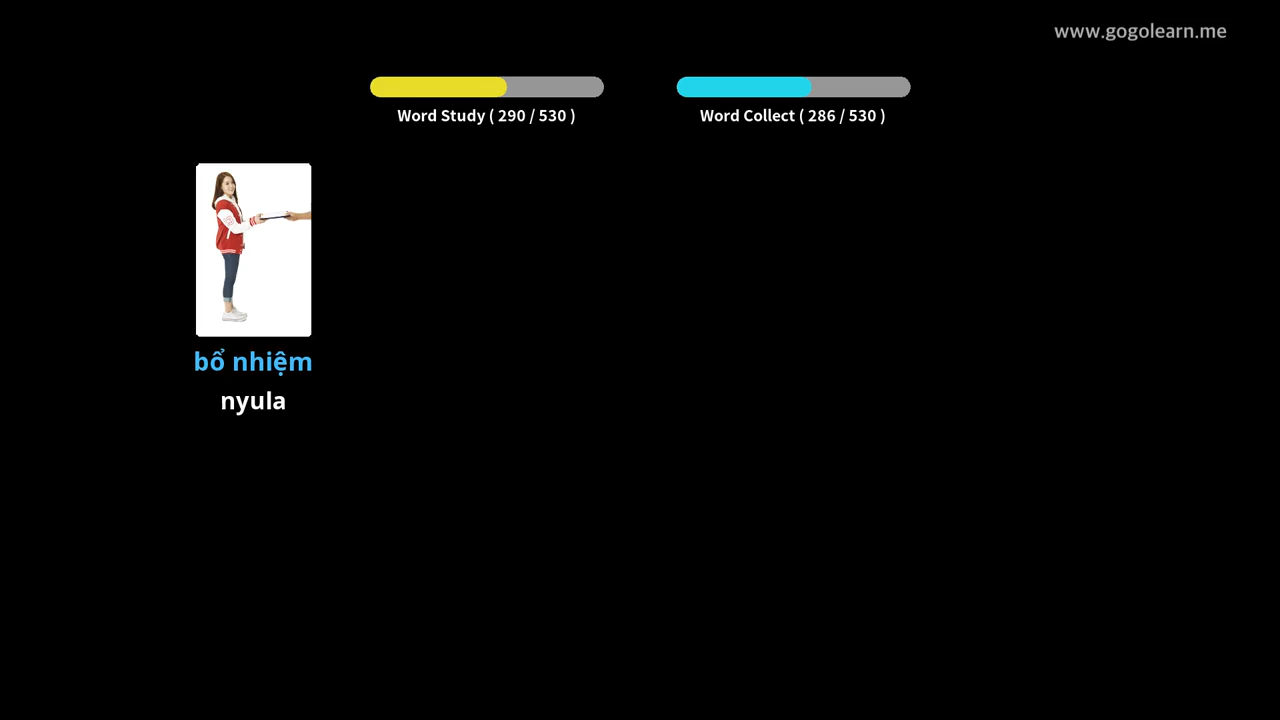 www.gogolearn.me
Word Study ( 290 / 530 )
Word Collect ( 286 / 530 )
bổ nhiệm
nyula